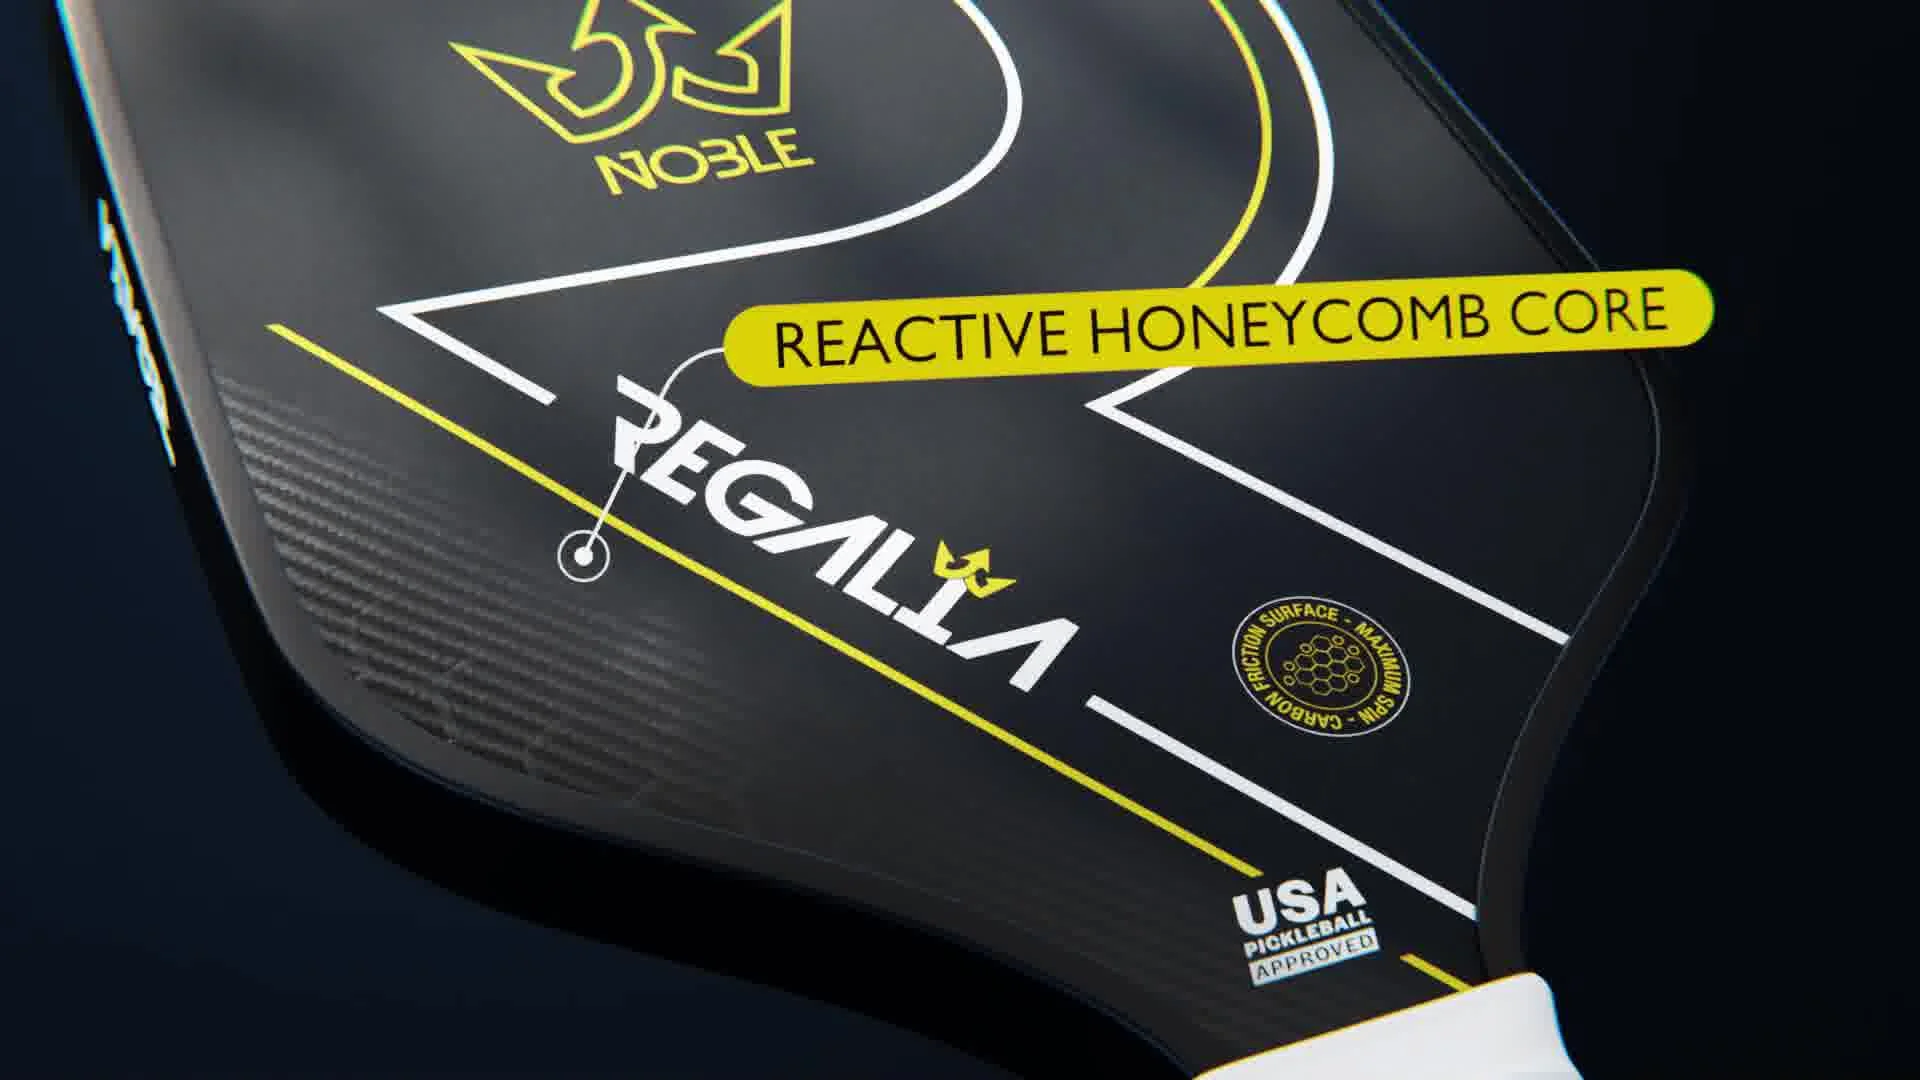 NOBLE
REACTIVE HONEYCOMB CORE
REGALIA
CARBON FRICTION SURFACE - MAXIMUM SPIN -
USA
PICKLEBALL
APPROVED